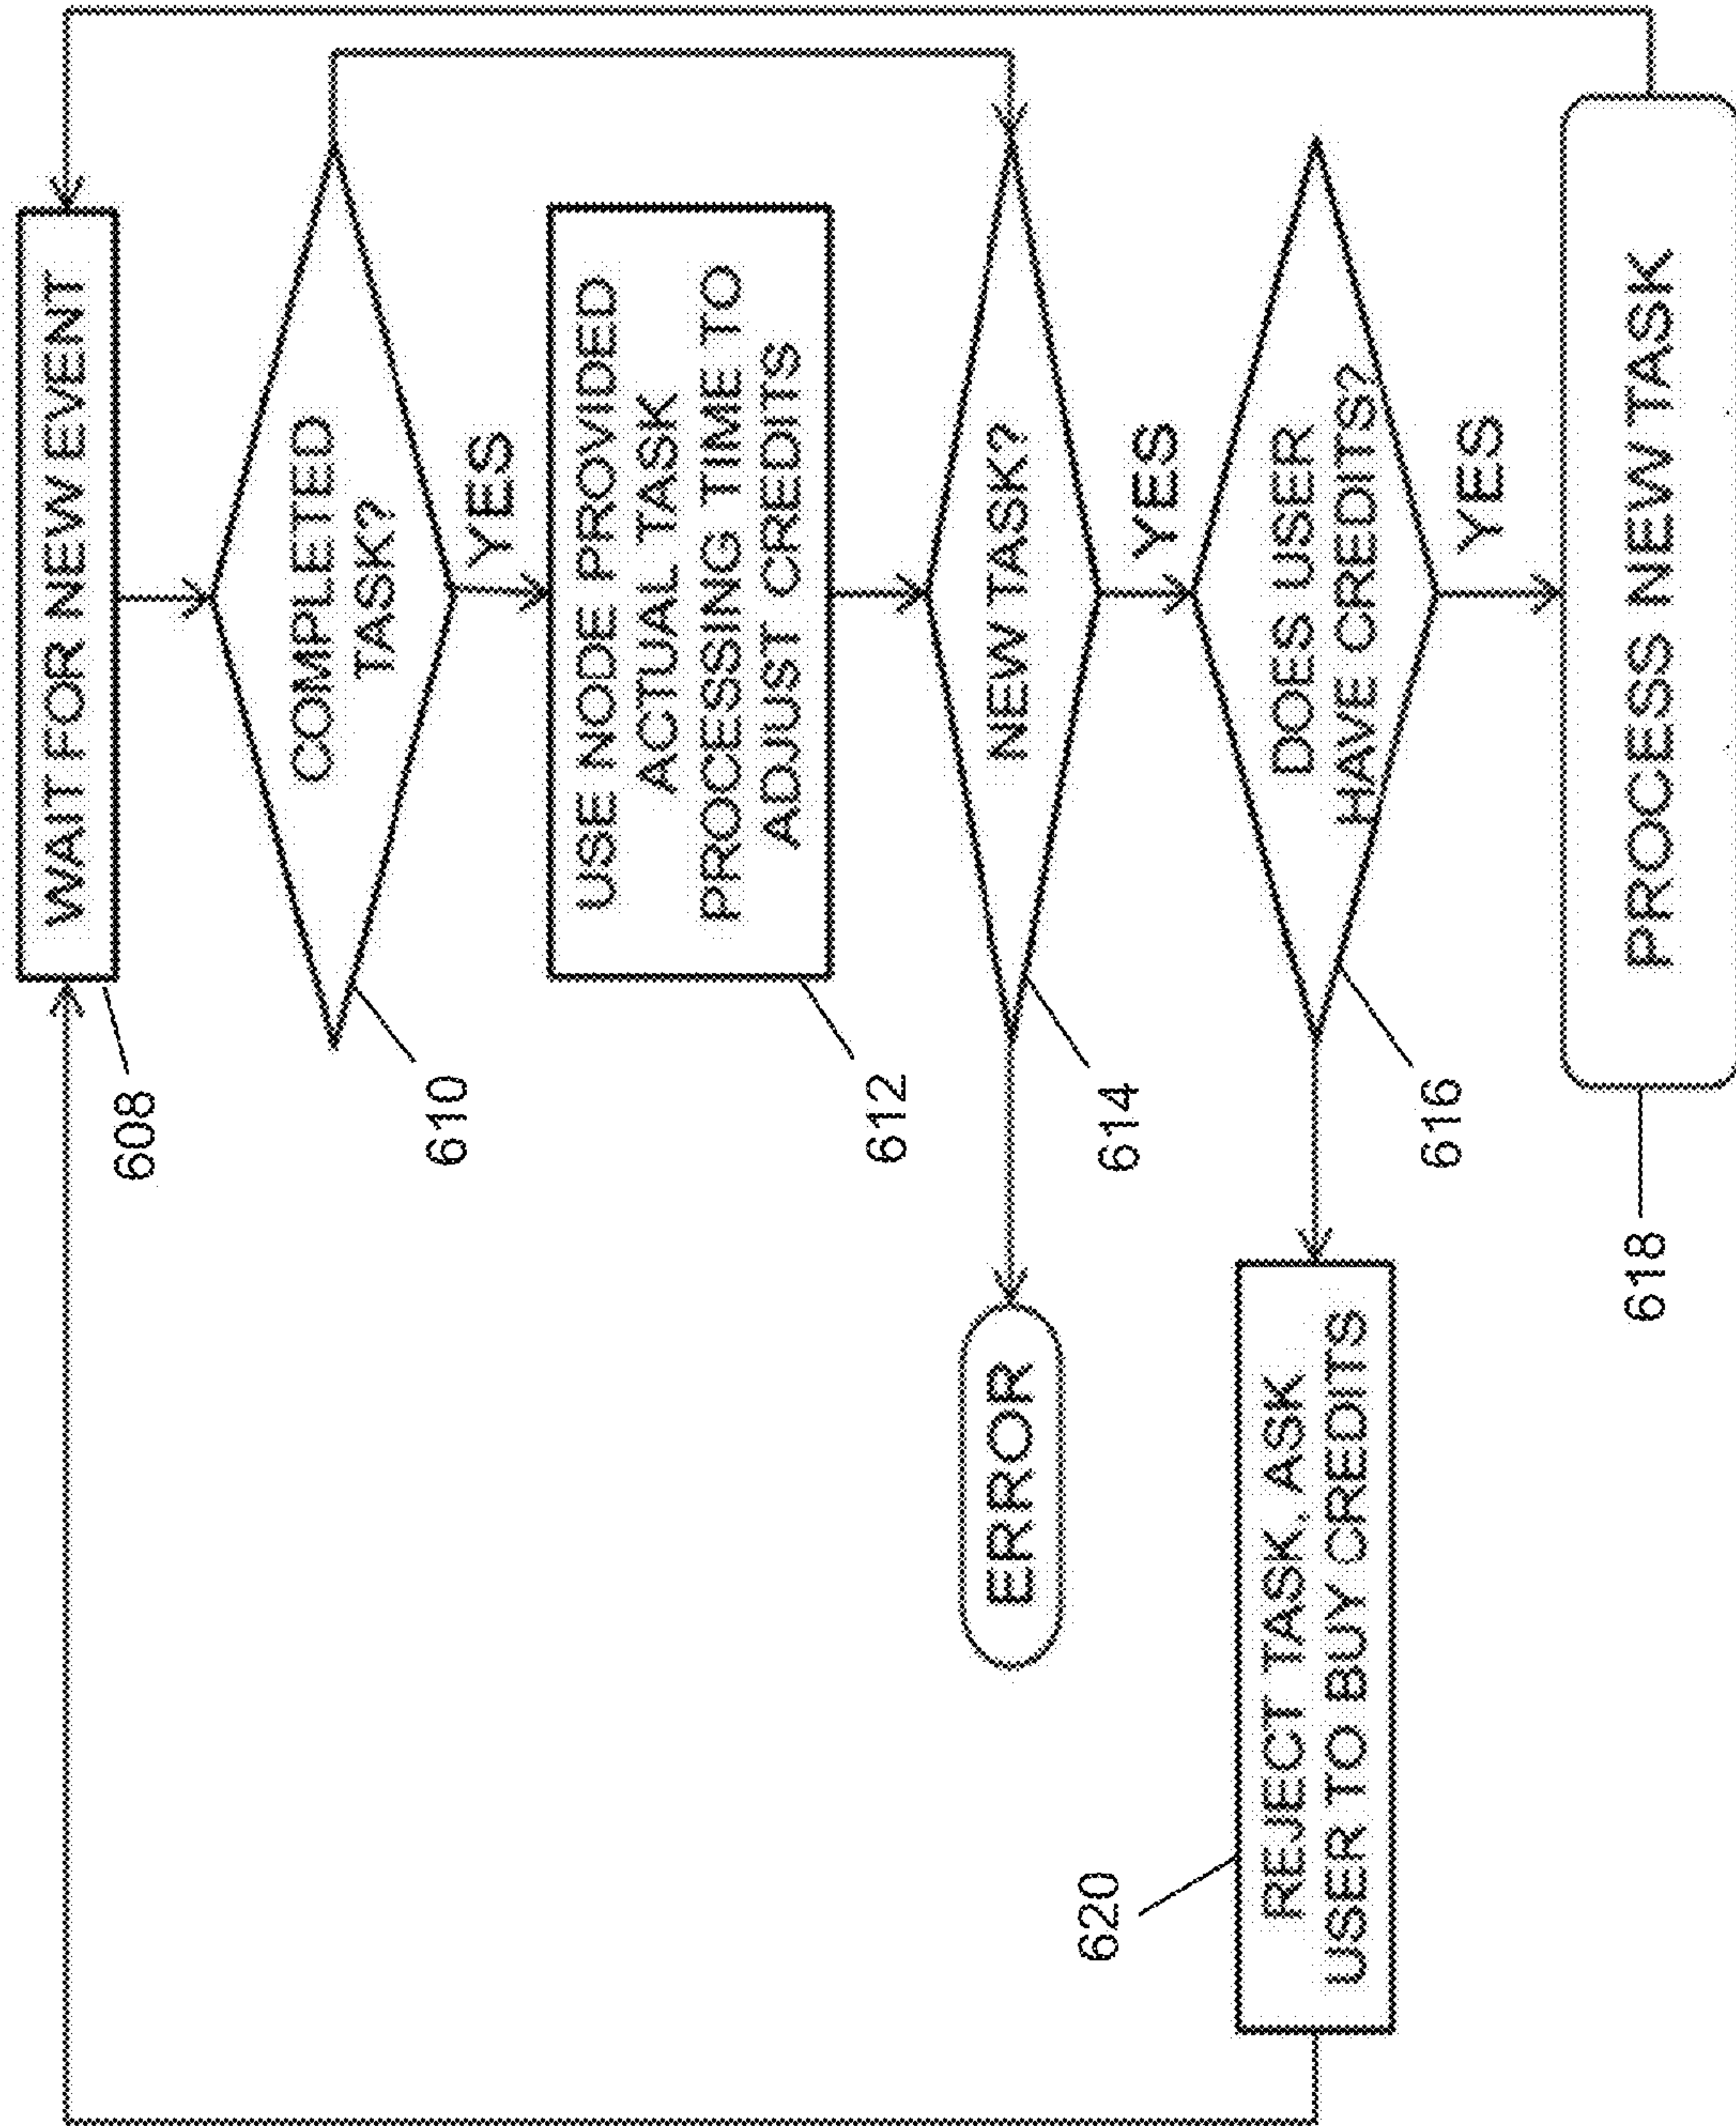 WAIT FOR NEW EVENT
608
COMPLETED
TASK?
610
YES
USE NODE PROVIDED
ACTUAL TASK
PROCESSING TIME TO
ADJUST CREDITS
612
NEW TASK?
614
ERROR
YES
DOES USER
HAVE CREDITS?
616
620
REJECT TASK, ASK
USER TO BUY CREDITS
YES
PROCESS NEW TASK
618